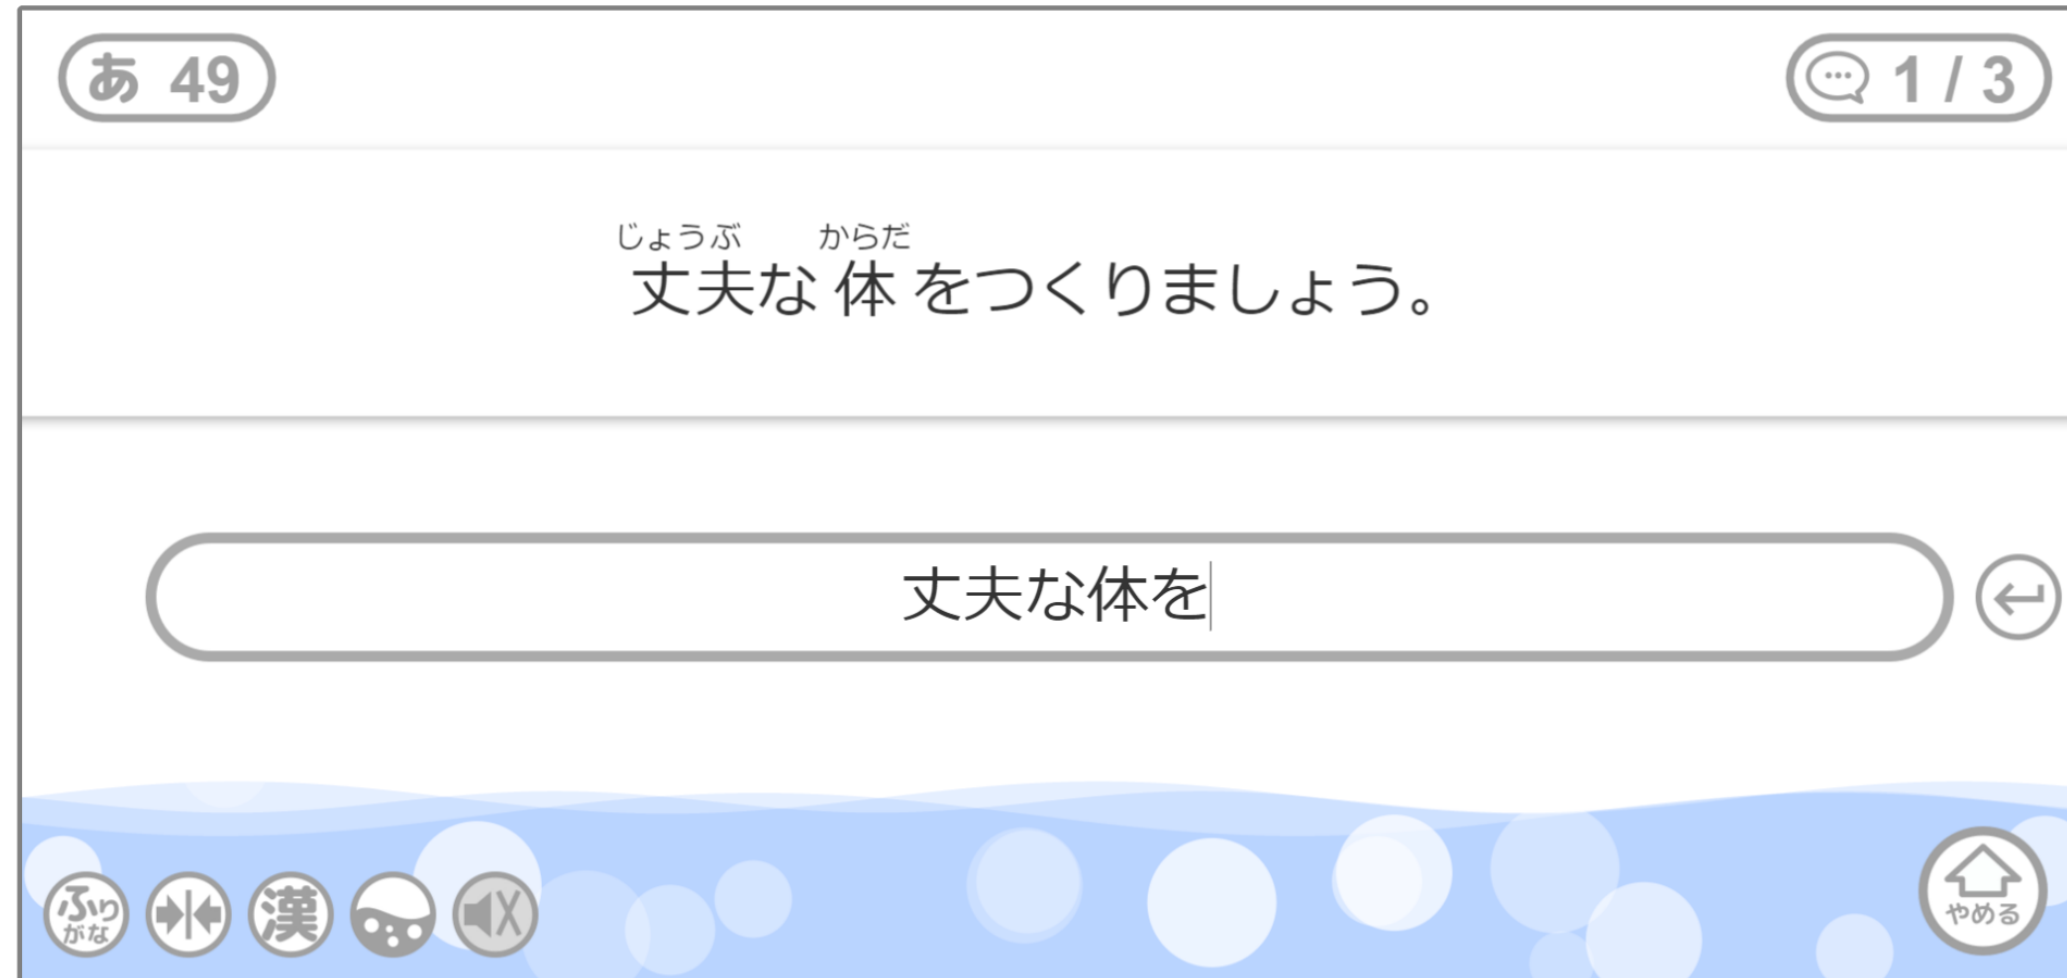 あ 49
1 / 3
じょうぶ からだ
丈夫な体をつくりましょう。
丈夫な体を
ふり
がな
漢
やめる